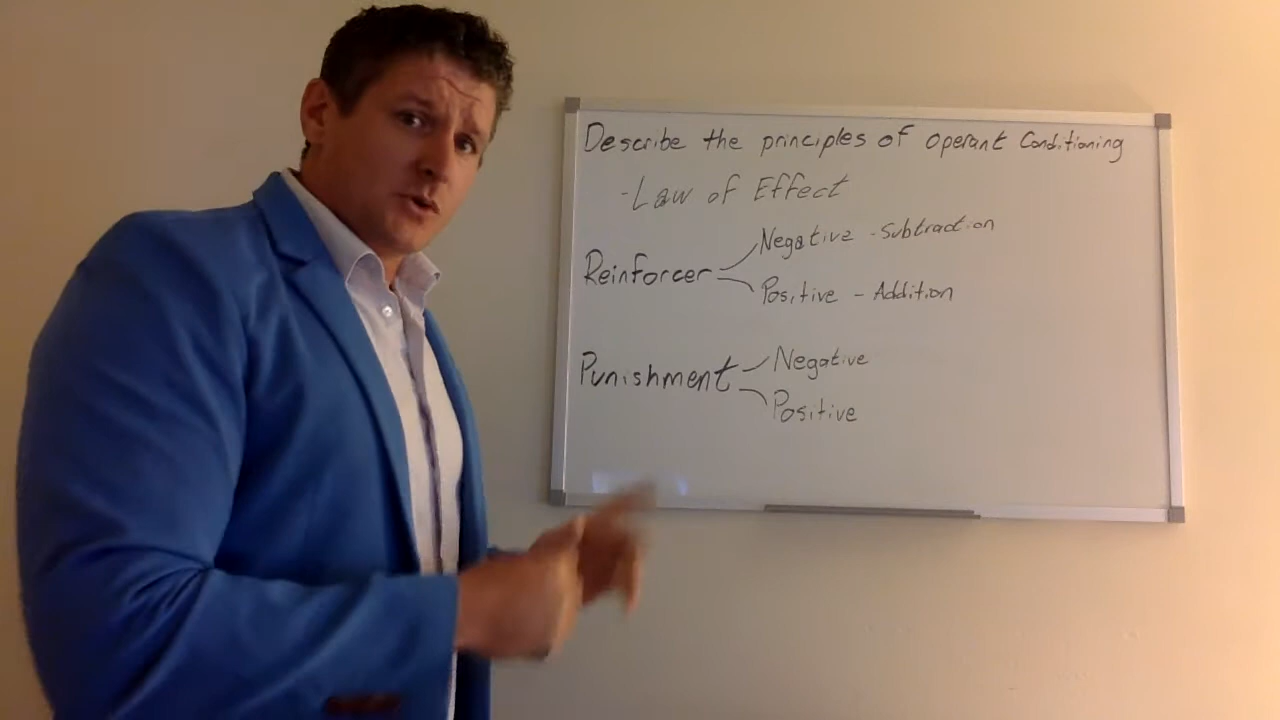 Describe the principles of Operant Conditioning
- Law of Effect
Negative - Subtraction
Reinforcer
Positive - Addition
Negative
Punishment
Positive